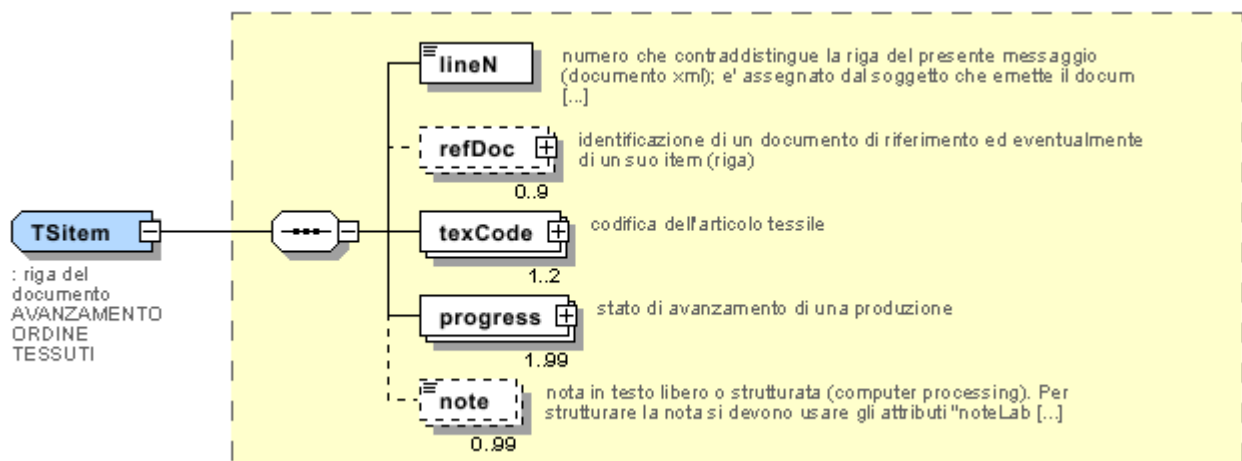 lineN
numero che contraddistingue la riga del presente messaggio
(documento xml); e' assegnato dal soggetto che emette il docum
[...]
refDoc
identificazione di un documento di riferimento ed eventualmente
di un suo item (riga)
0..9
TSitem
: riga del
documento
AVANZAMENTO
ORDINE
TESSUTI
texCode
codifica dell'articolo tessile
1..2
progress
stato di avanzamento di una produzione
1..99
note
nota in testo libero o strutturata (computer processing). Per
strutturare la nota si devono usare gli attributi "noteLab [...]
0..99